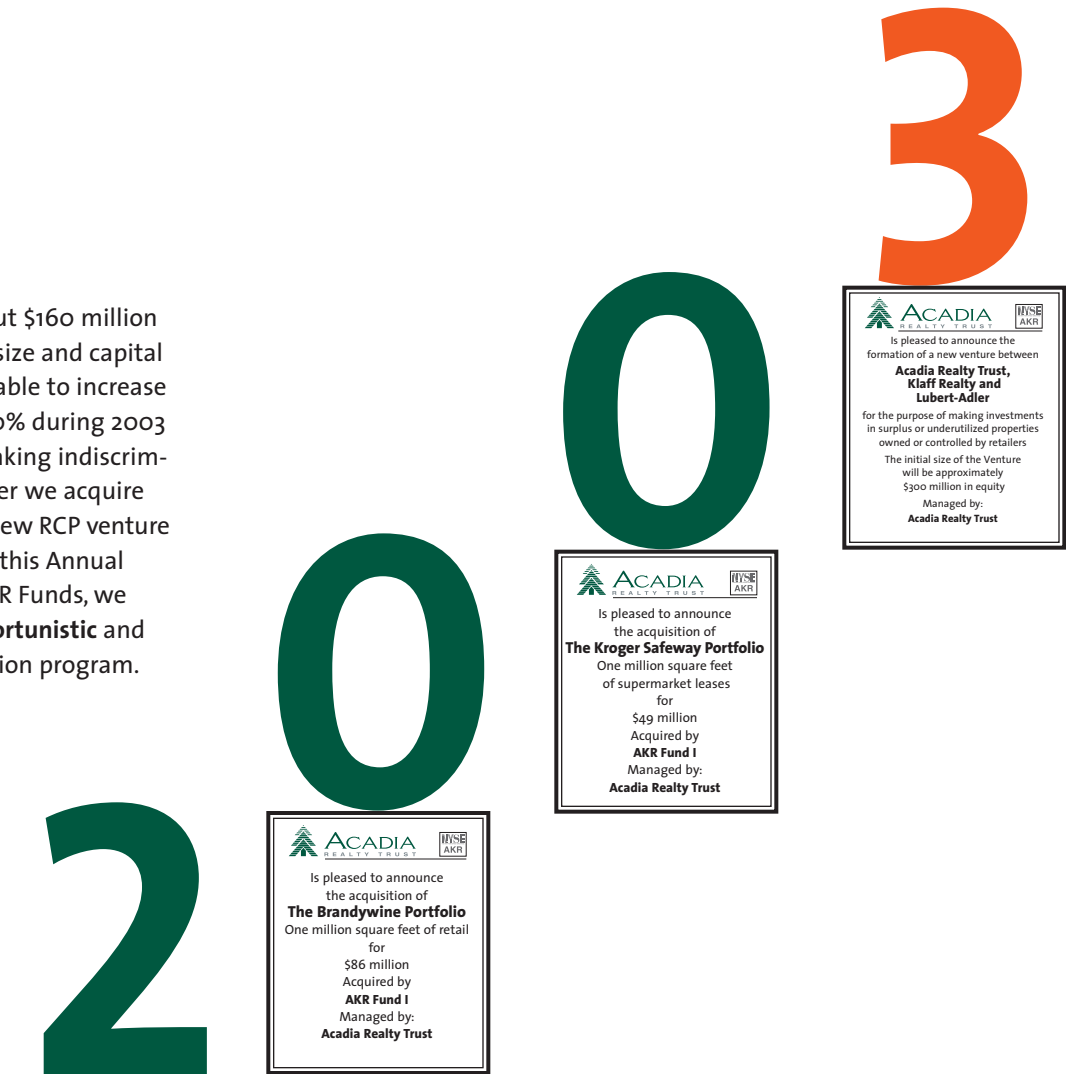 ut $160 million
size and capital
able to increase
0% during 2003
aking indiscrim-
er we acquire
ew RCP venture
this Annual
R Funds, we
ortunistic and
ion program.
2
0
ACADIA
REALTY TRUST
NYSE
AKR
Is pleased to announce
the acquisition of
The Brandywine Portfolio
One million square feet of retail
for
$86 million
Acquired by
AKR Fund I
Managed by:
Acadia Realty Trust
0
ACADIA
REALTY TRUST
NYSE
AKR
Is pleased to announce
the acquisition of
The Kroger Safeway Portfolio
One million square feet
of supermarket leases
for
$49 million
Acquired by
AKR Fund I
Managed by:
Acadia Realty Trust
3
ACADIA
REALTY TRUST
NYSE
AKR
Is pleased to announce the
formation of a new venture between
Acadia Realty Trust,
Klaff Realty and
Lubert-Adler
for the purpose of making investments
in surplus or underutilized properties
owned or controlled by retailers
The initial size of the Venture
will be approximately
$300 million in equity
Managed by:
Acadia Realty Trust